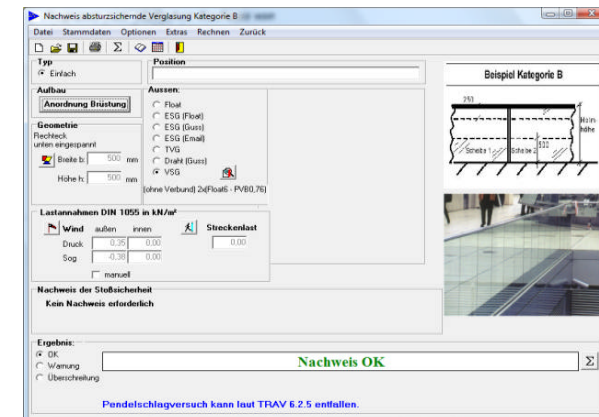 Nachweis absturzsichernde Verglasung Kategorie B
Datei Stammdaten Optionen Extras Rechnen Zurück
Typ
Einfach
Position
Aufbau
Anordnung Brüstung
Aussen:
Float
ESG (Float)
ESG (Guss)
ESG (Email)
TVG
Draht (Guss)
VSG
(ohne Verbund) 2x(Float6 - PVB0,76)
Geometrie
Rechteck
unten eingespannt
Breite b: 500 mm
Höhe h: 500 mm
Lastannahmen DIN 1055 in kN/m²
Wind außen innen
Druck 0,35 0,00
Sog -0,38 0,00
manuell
Streckenlast
0,00
Nachweis der Stoßsicherheit
Kein Nachweis erforderlich
Ergebnis:
OK
Warnung
Überschreitung
Nachweis OK
Σ
Pendelschlagversuch kann laut TRAV 6.2.5 entfallen.
Beispiel Kategorie B
250
Holm-
höhe
Scheibe 1
Scheibe 2
500